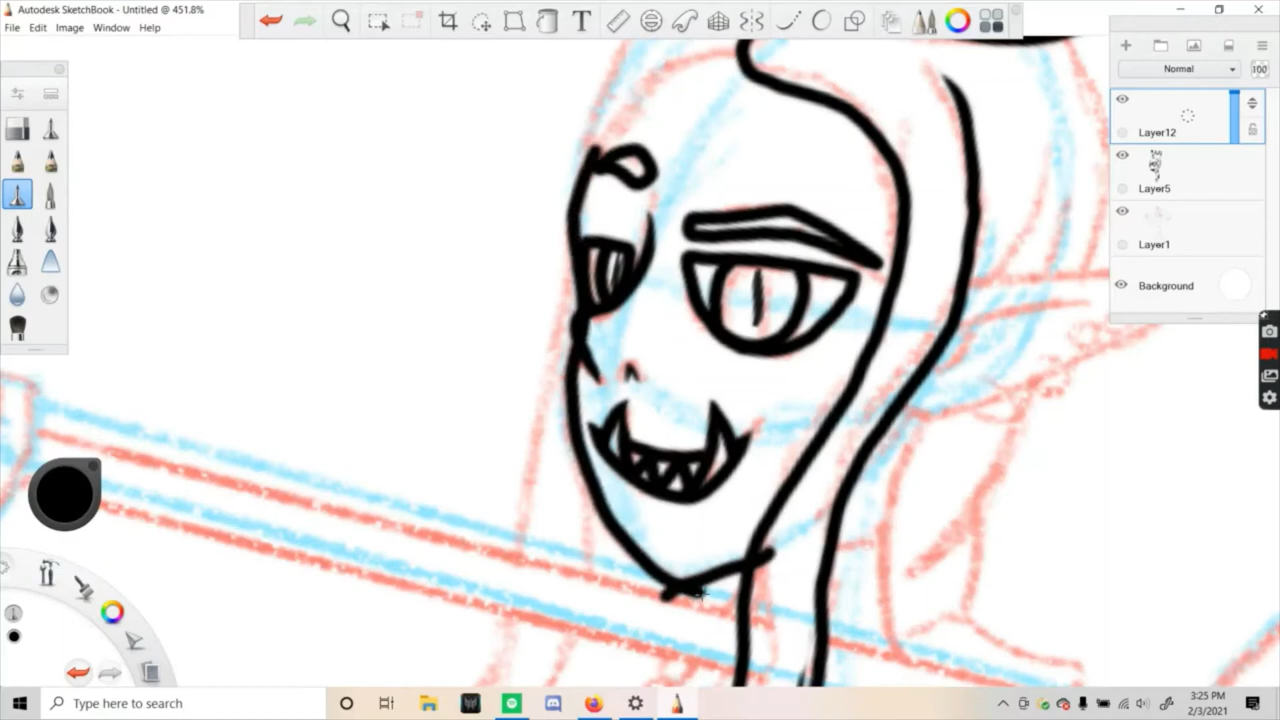 Autodesk SketchBook - Untitled @ 451.8%
File Edit Image Window Help
T
Normal
100
Layer12
Layer5
Layer1
Background
Type here to search
3:25 PM
2/3/2021